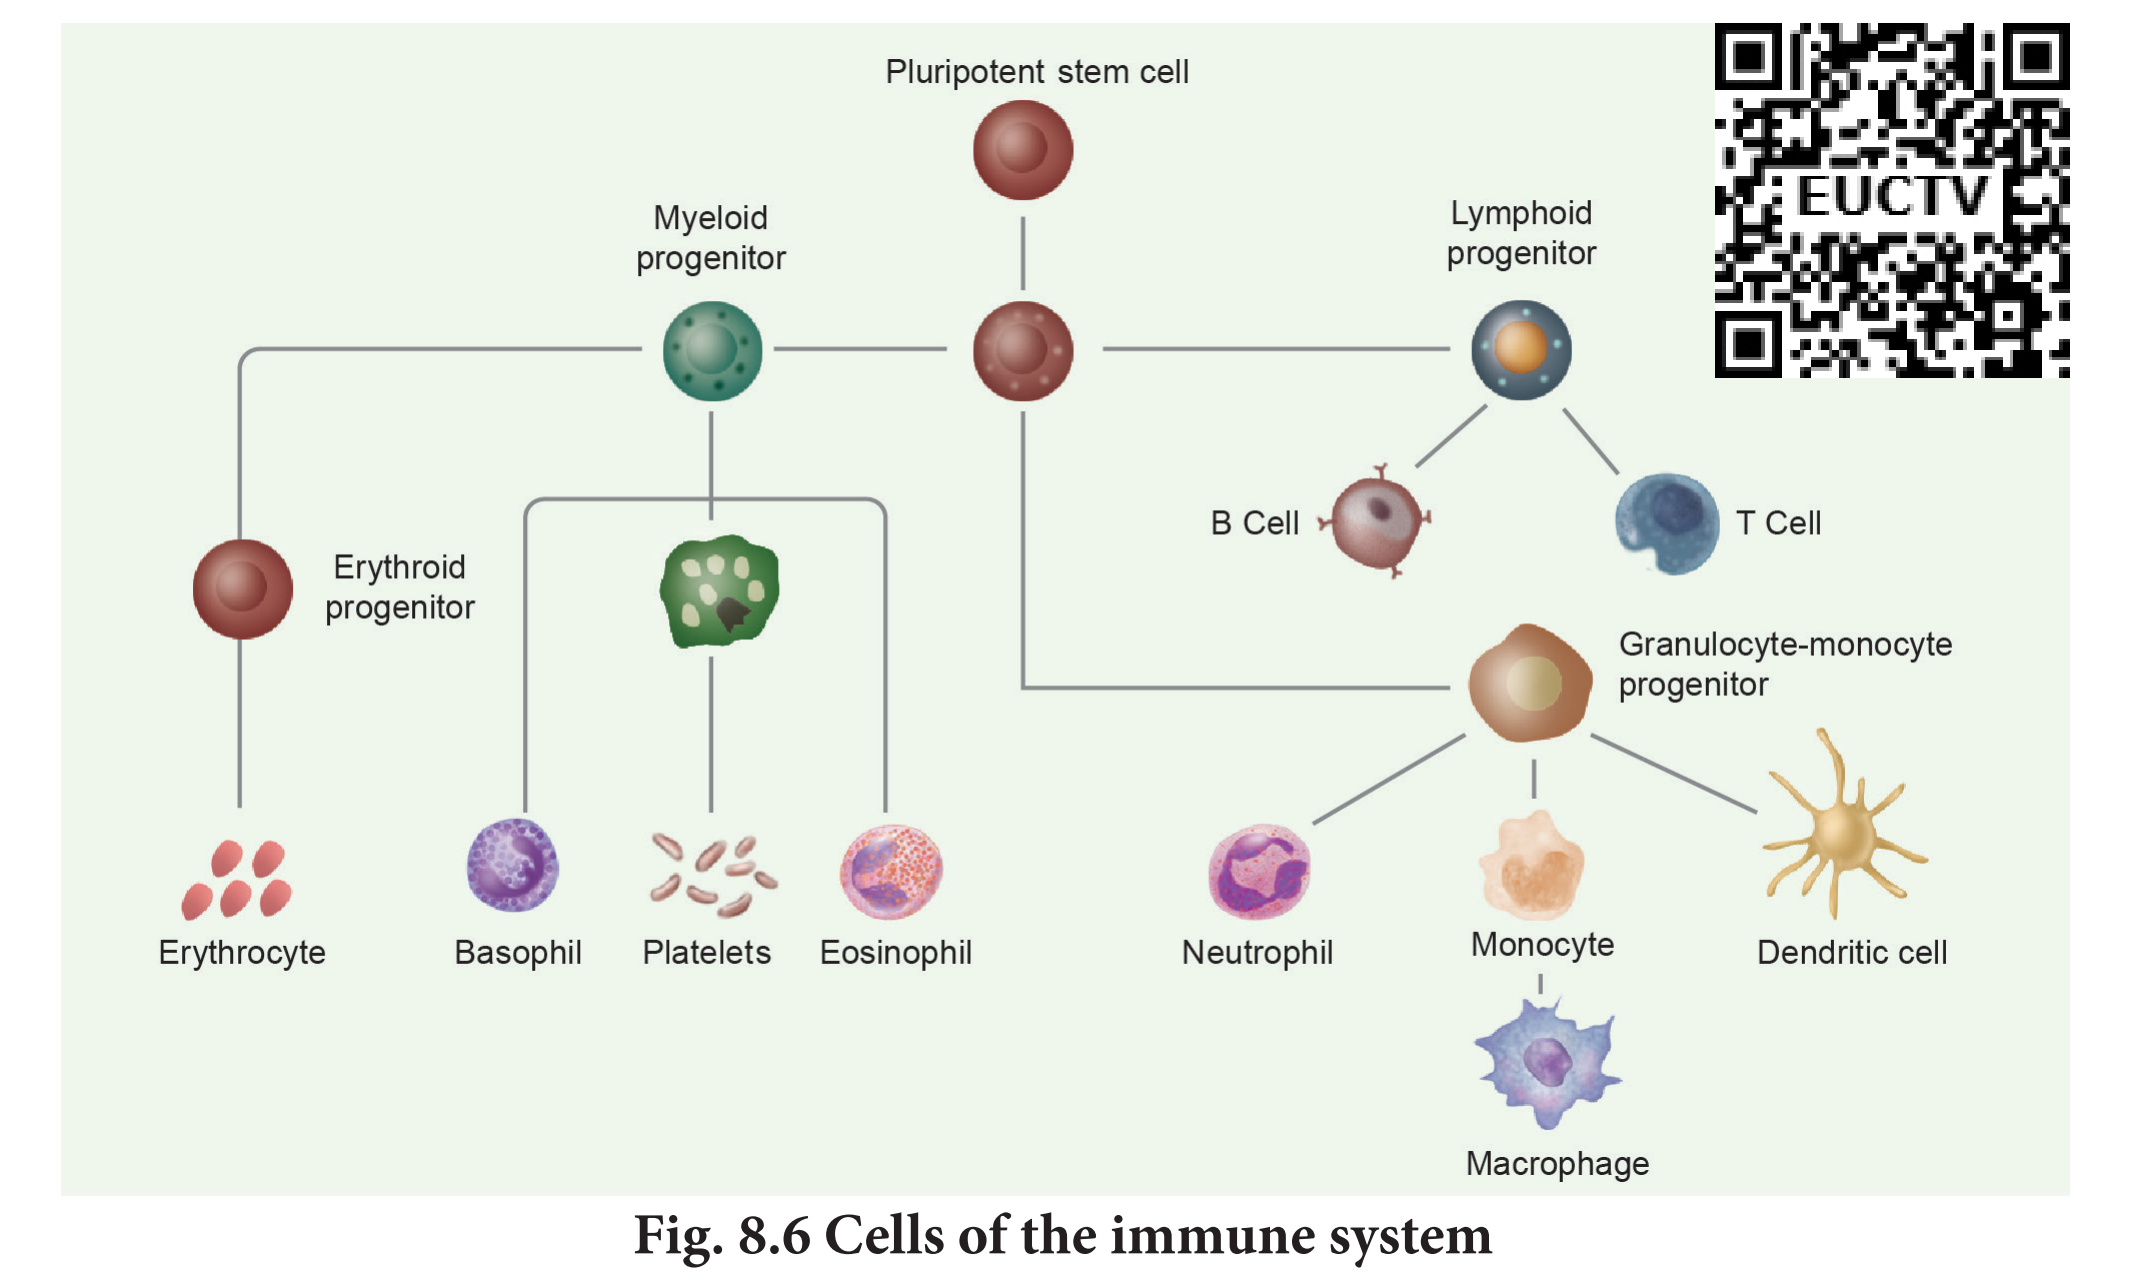 Pluripotent stem cell
EUCTV
Myeloid
progenitor
Lymphoid
progenitor
B Cell
T Cell
Erythroid
progenitor
Granulocyte-monocyte
progenitor
Erythrocyte
Basophil
Platelets
Eosinophil
Neutrophil
Monocyte
Dendritic cell
Macrophage
Fig. 8.6 Cells of the immune system